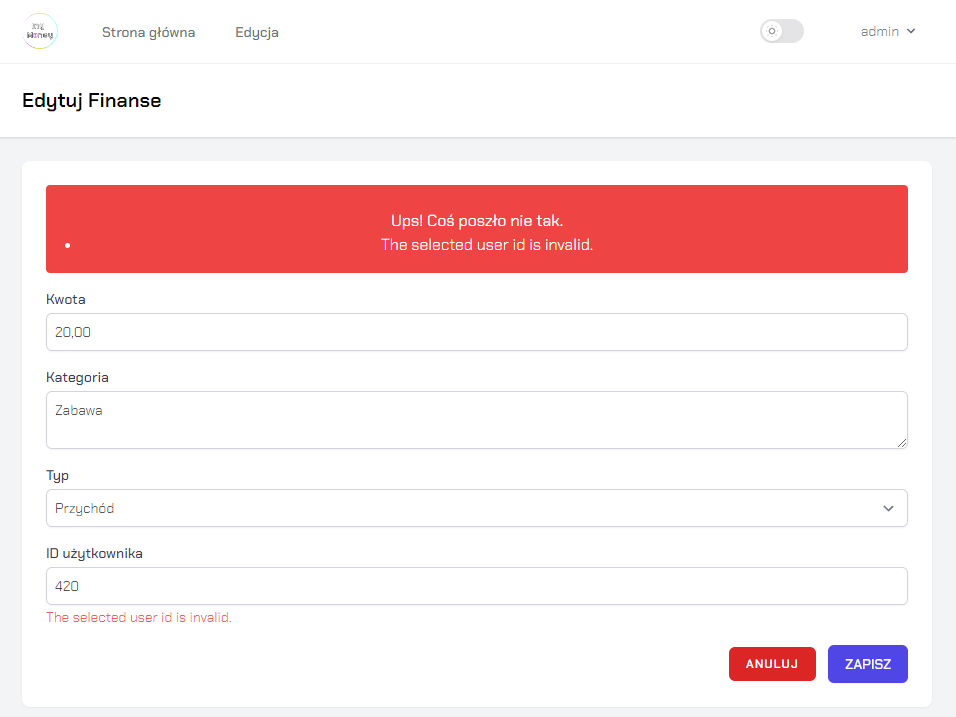 Money
Strona główna
Edycja
admin
Edytuj Finanse
Ups! Coś poszło nie tak.
The selected user id is invalid.
Kwota
20,00
Kategoria
Zabawa
Typ
Przychód
ID użytkownika
420
The selected user id is invalid.
ANULUJ
ZAPISZ